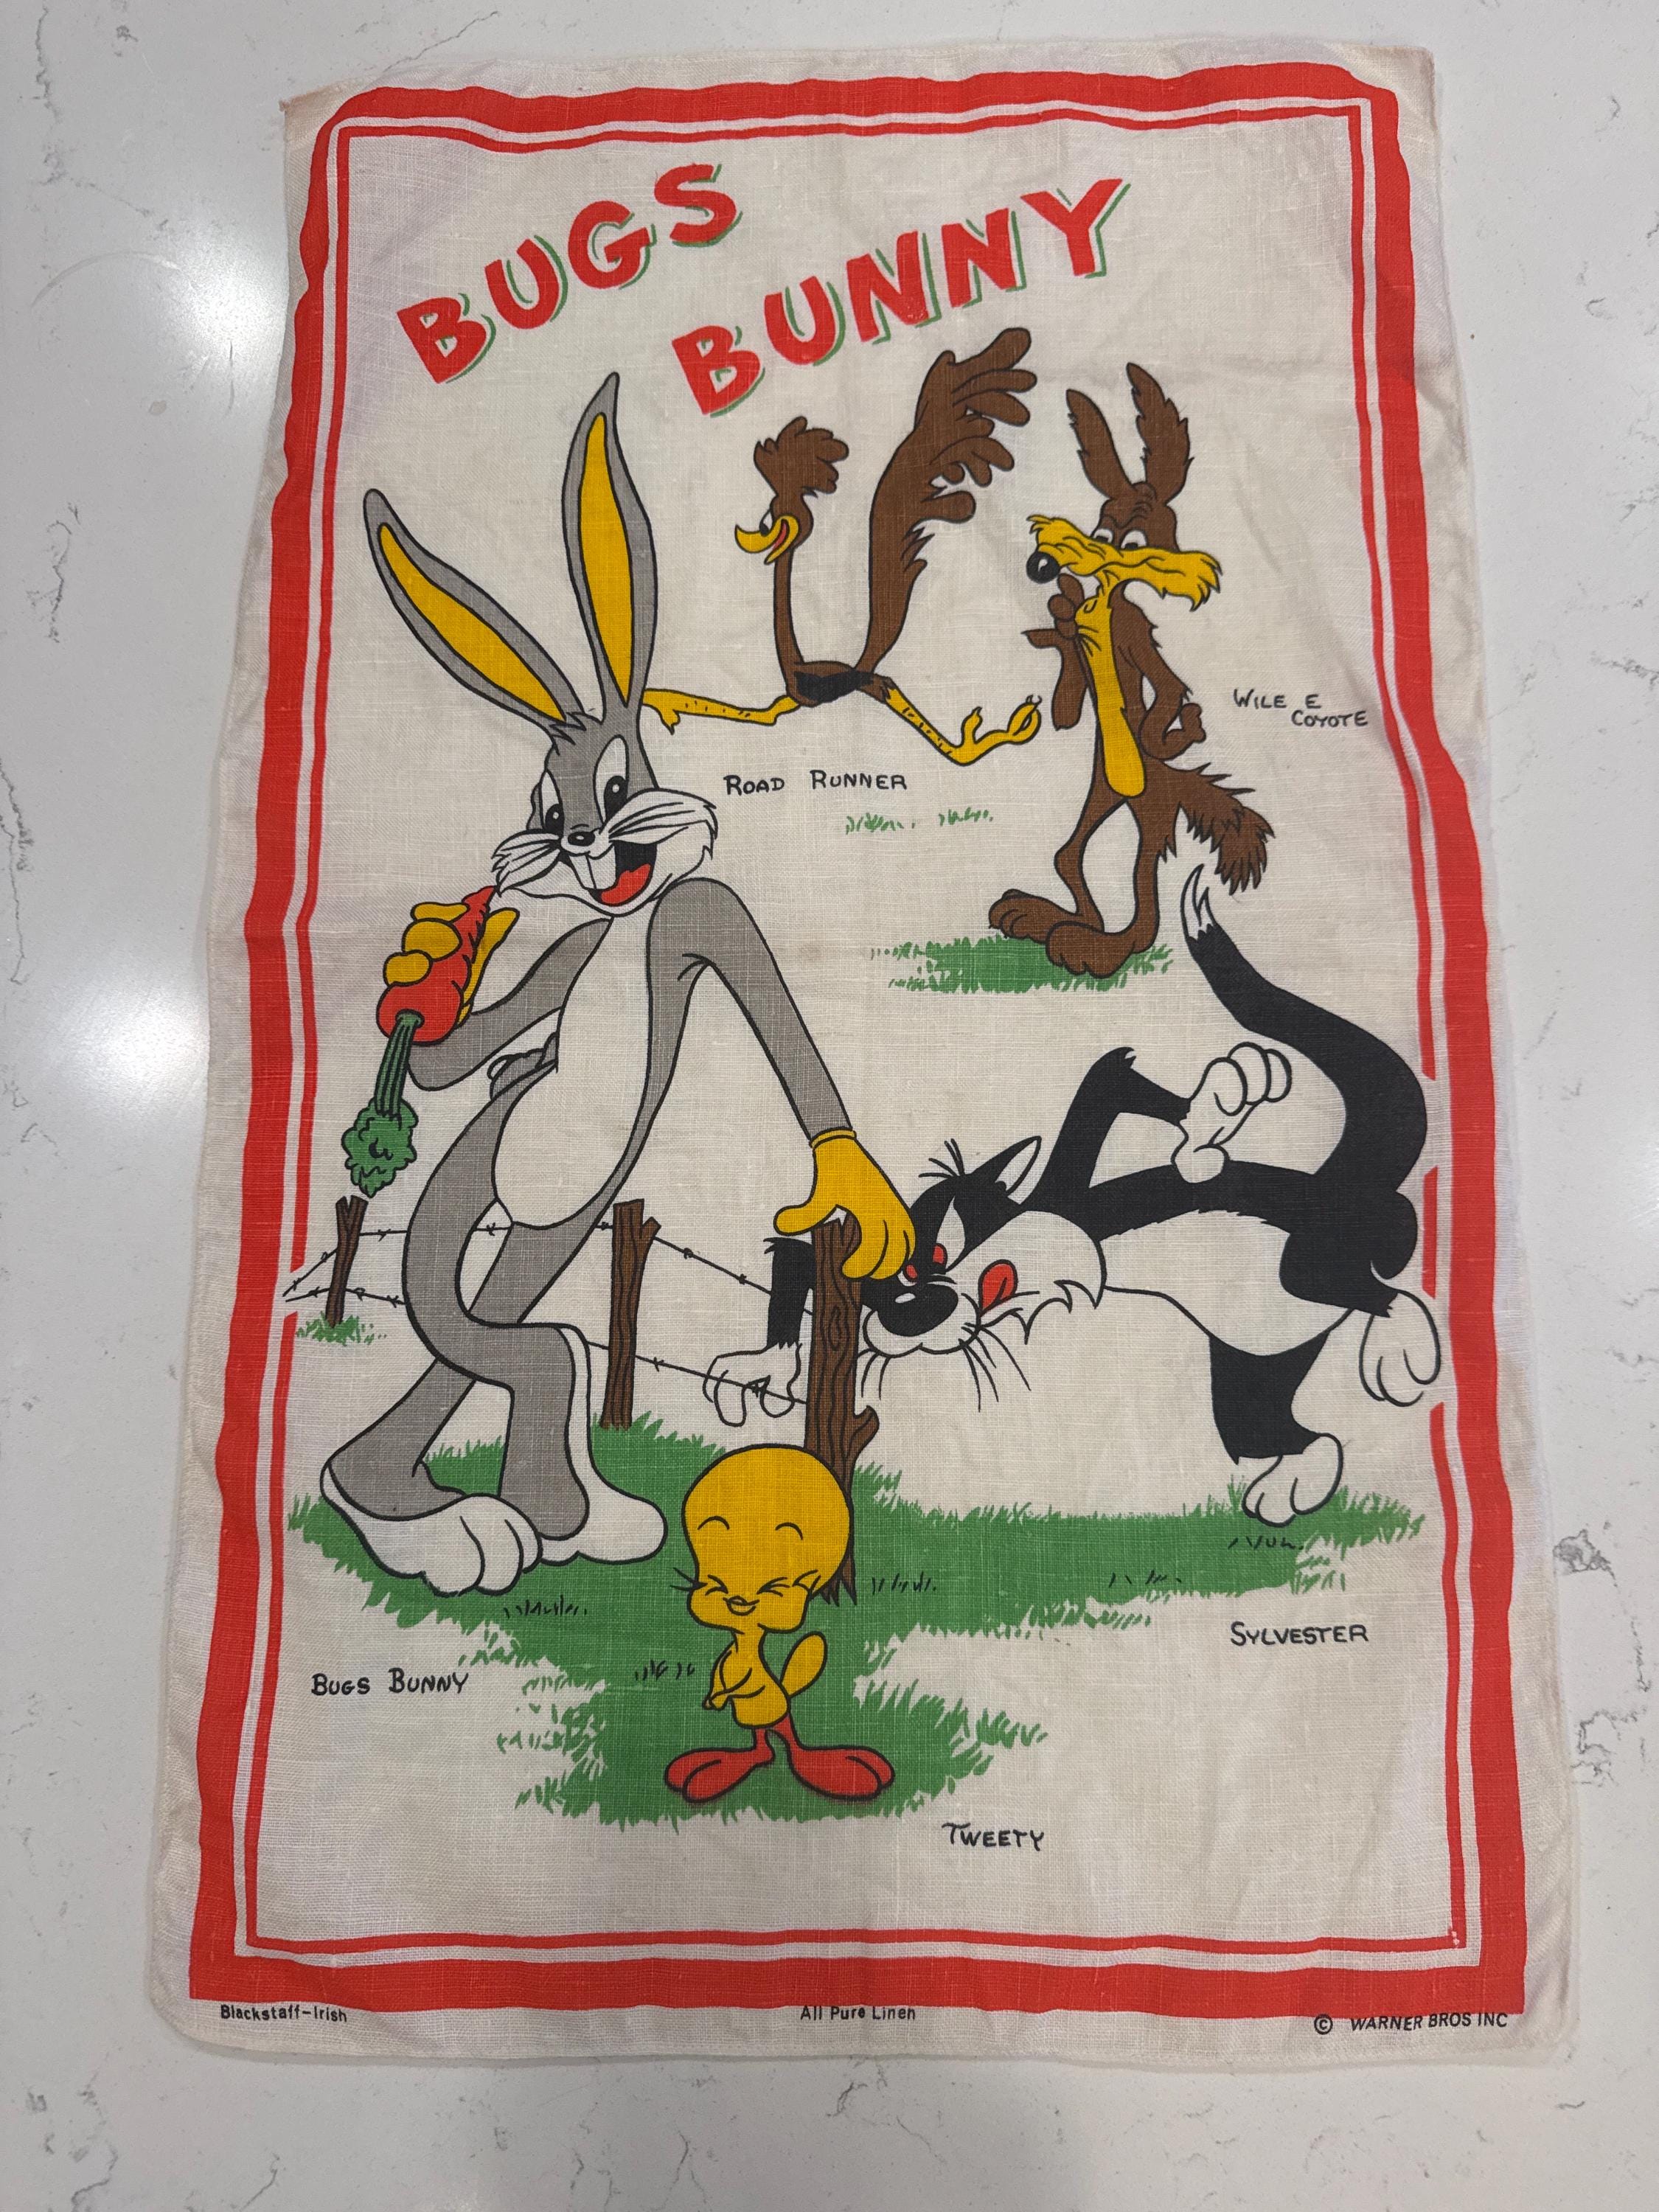 BUGS
BUNNY
WILE E
COYOTE
ROAD RUNNER
SYLVESTER
BUGS BUNNY
TWEETY
Blackstaff-Irish
All Pure Linen
© WARNER BROS INC